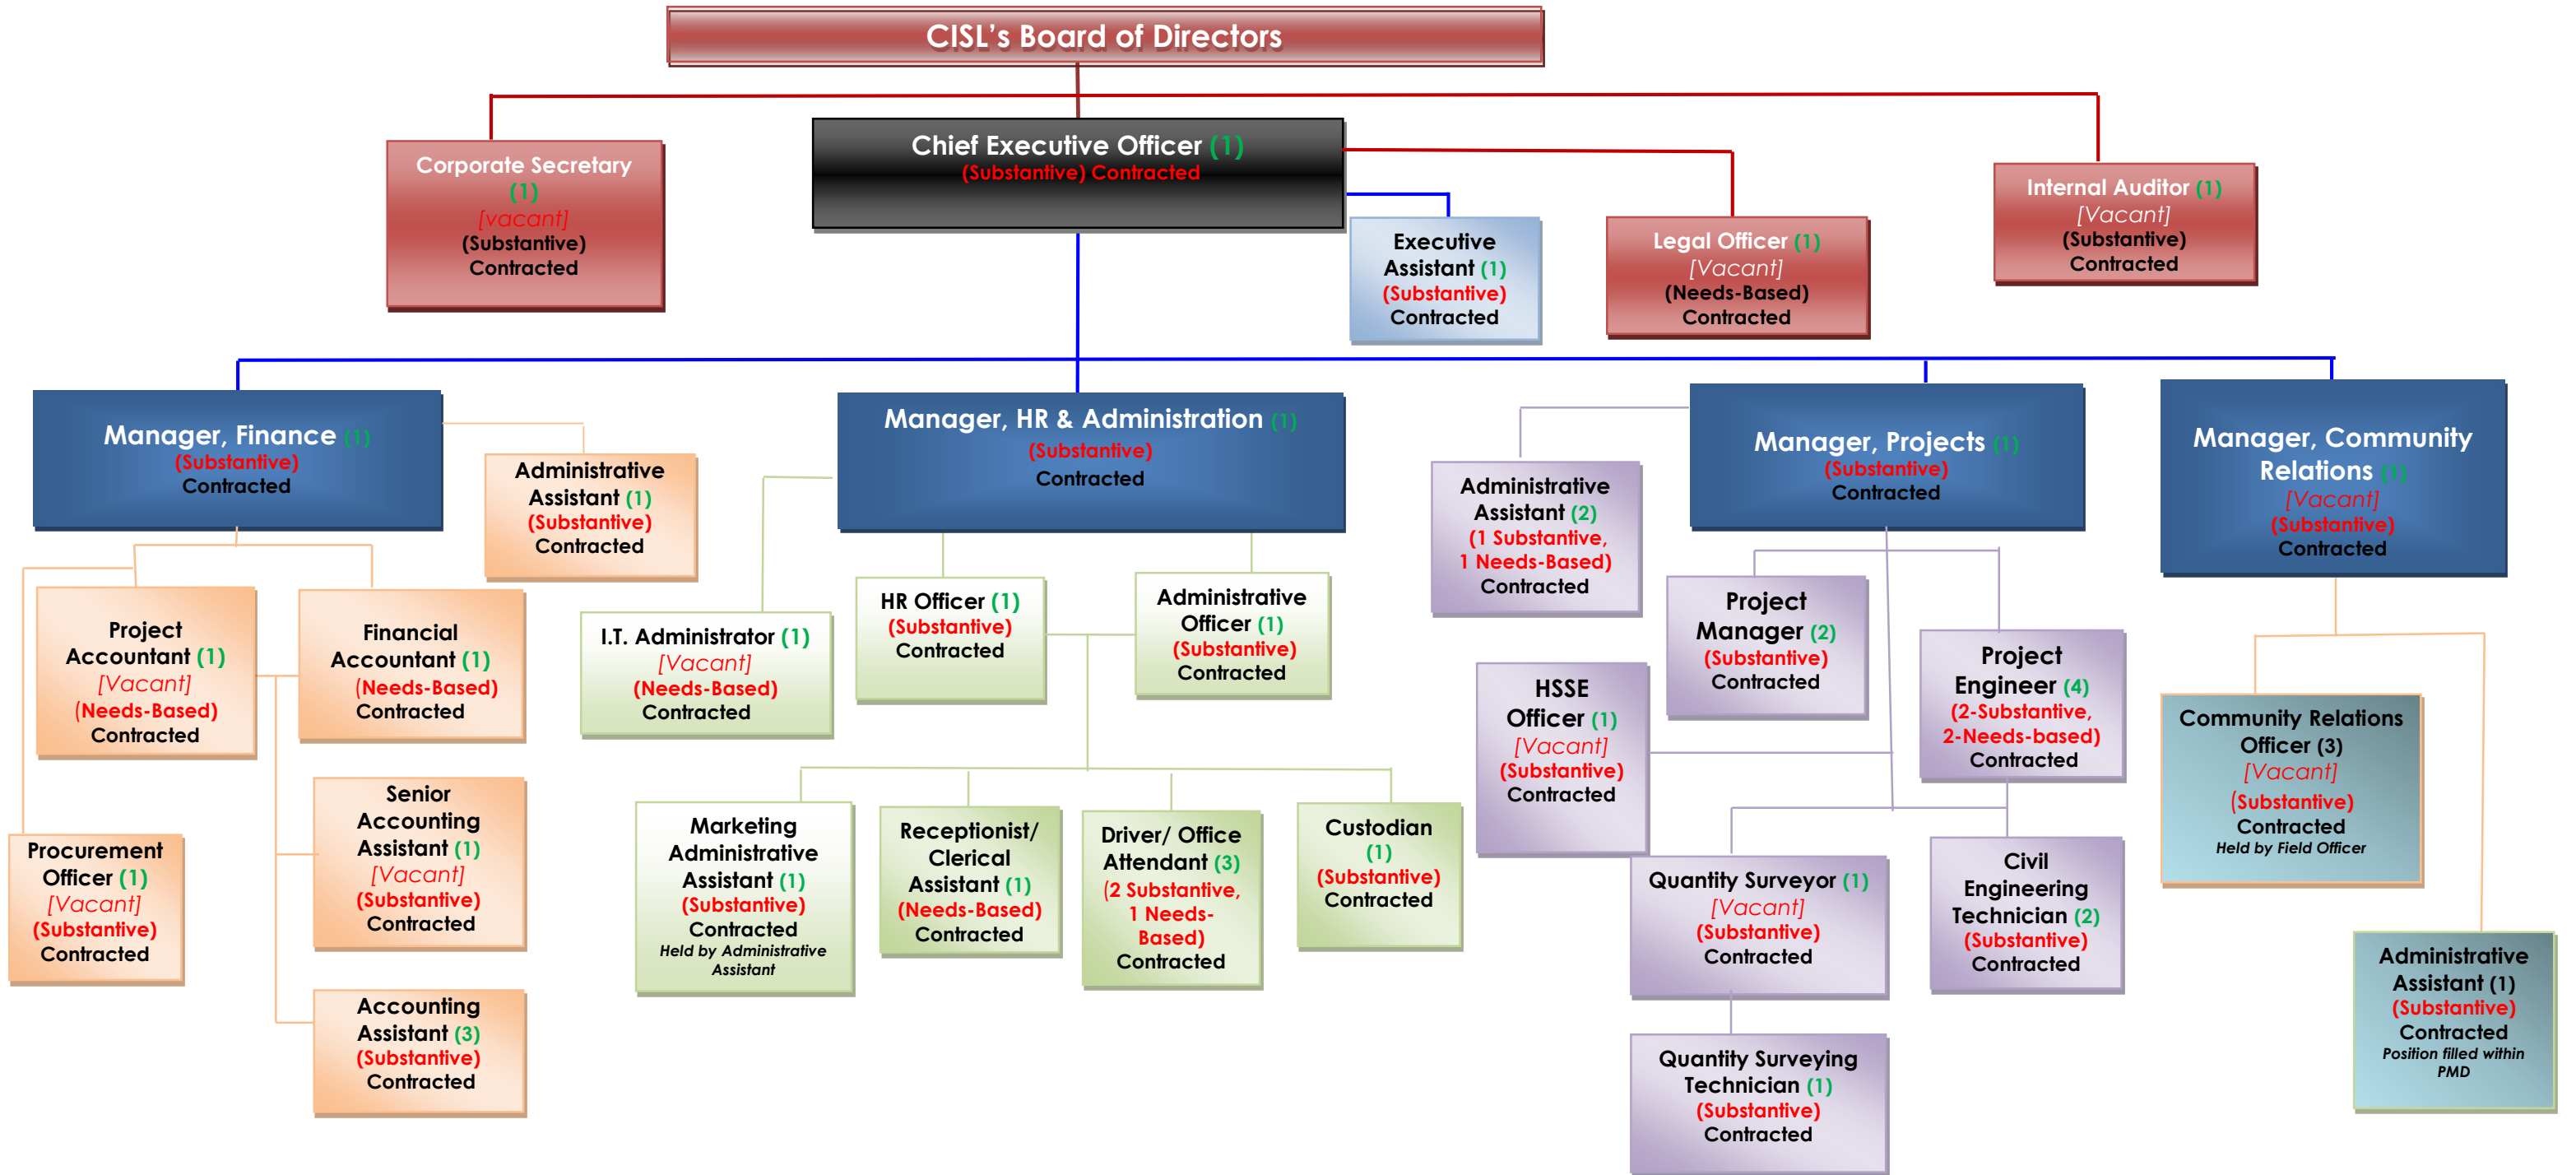 CISL's Board of Directors
Chief Executive Officer (1)
(Substantive) Contracted
Corporate Secretary
(1)
[vacant]
(Substantive)
Contracted
Executive
Assistant (1)
(Substantive)
Contracted
Legal Officer (1)
[Vacant]
(Needs-Based)
Contracted
Internal Auditor (1)
[Vacant]
(Substantive)
Contracted
Manager, Finance (1)
(Substantive)
Contracted
Administrative
Assistant (1)
(Substantive)
Contracted
Manager, HR & Administration (1)
(Substantive)
Contracted
Manager, Projects (1)
(Substantive)
Contracted
Manager, Community
Relations (1)
[Vacant]
(Substantive)
Contracted
Project
Accountant (1)
[Vacant]
(Needs-Based)
Contracted
Financial
Accountant (1)
(Needs-Based)
Contracted
Procurement
Officer (1)
[Vacant]
(Substantive)
Contracted
Senior
Accounting
Assistant (1)
[Vacant]
(Substantive)
Contracted
Accounting
Assistant (3)
(Substantive)
Contracted
I.T. Administrator (1)
[Vacant]
(Needs-Based)
Contracted
HR Officer (1)
(Substantive)
Contracted
Administrative
Officer (1)
(Substantive)
Contracted
Marketing
Administrative
Assistant (1)
(Substantive)
Contracted
Held by Administrative
Assistant
Receptionist/
Clerical
Assistant (1)
(Needs-Based)
Contracted
Driver/ Office
Attendant (3)
(2 Substantive,
1 Needs-
Based)
Contracted
Custodian
(1)
(Substantive)
Contracted
Administrative
Assistant (2)
(1 Substantive,
1 Needs-Based)
Contracted
Project
Manager (2)
(Substantive)
Contracted
Project
Engineer (4)
(2-Substantive,
2-Needs-based)
Contracted
HSSE
Officer (1)
[Vacant]
(Substantive)
Contracted
Quantity Surveyor (1)
[Vacant]
(Substantive)
Contracted
Civil
Engineering
Technician (2)
(Substantive)
Contracted
Quantity Surveying
Technician (1)
(Substantive)
Contracted
Community Relations
Officer (3)
[Vacant]
(Substantive)
Contracted
Held by Field Officer
Administrative
Assistant (1)
(Substantive)
Contracted
Position filled within
PMD